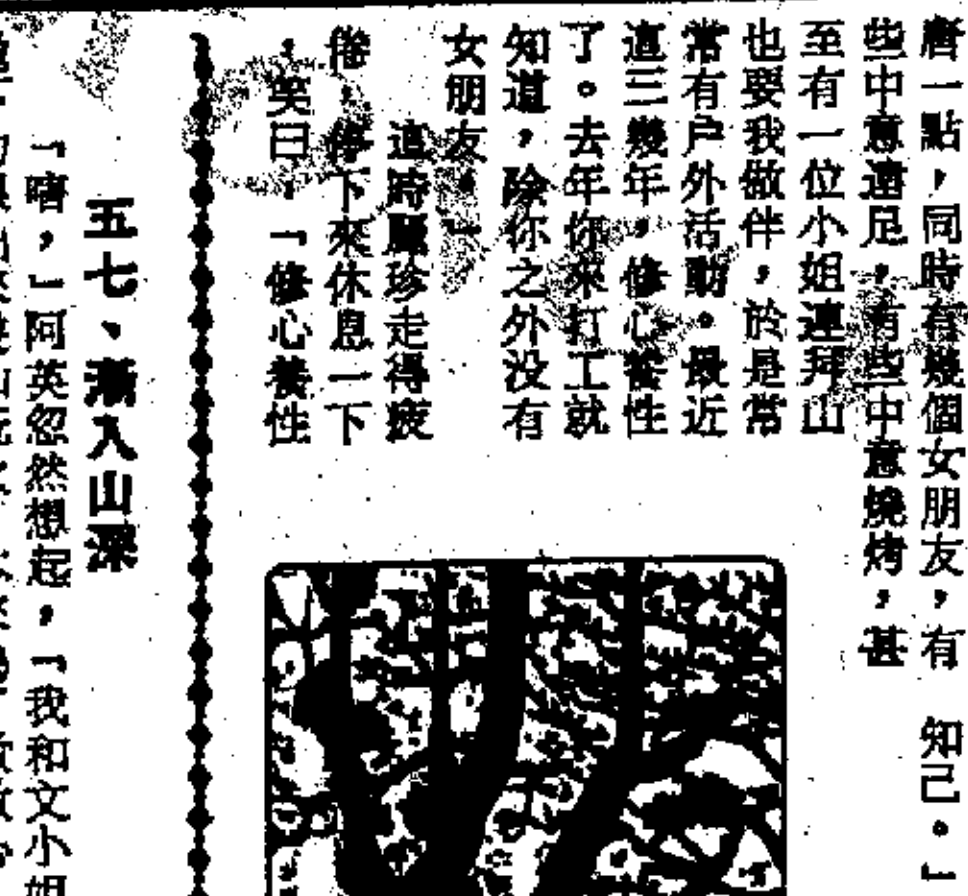 一點，同時有幾個女朋友，有
些中意遠足，有些中意燒烤，甚
至有一位小姐連拜山
也要我做伴，於是常
常有戶外活動。最近
這三幾年，修心養性
了。去年你來打工就
知道，除你之外没有
女朋友。」
這時麗珍走得疲
倦，停下來休息一下
，笑曰：「修心養性
知己。」
五七、漸入山深
「嗜，」阿英忽然想起，「我和文小姐